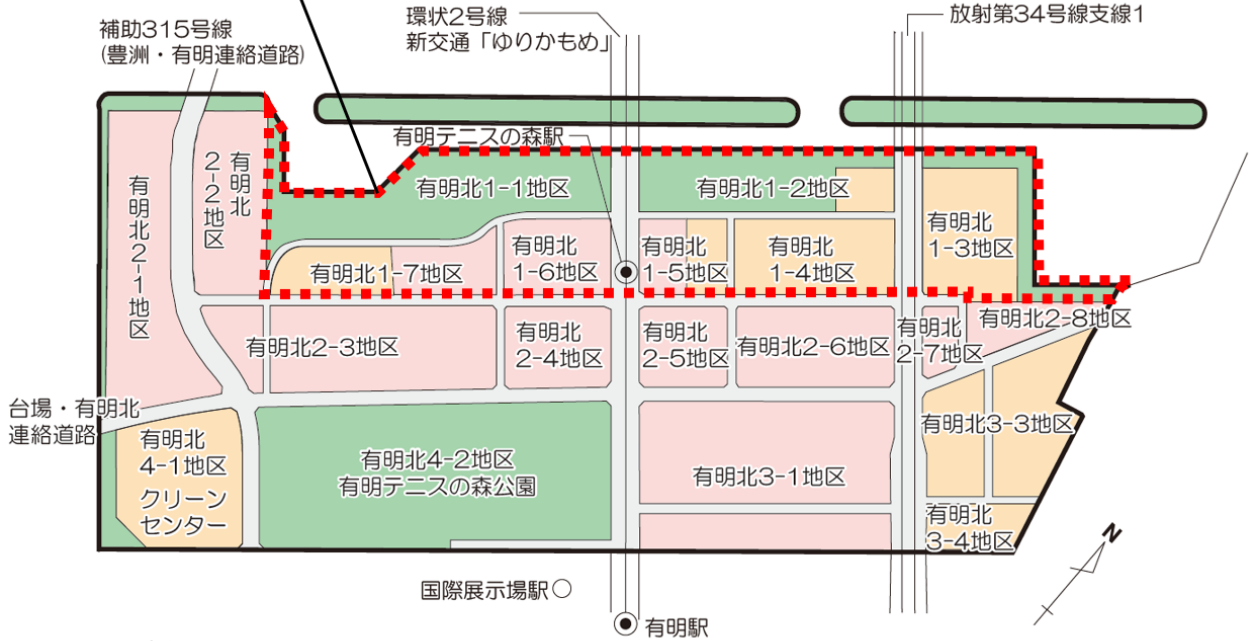 環状2号線
新交通「ゆりかもめ」
放射第34号線支線1
補助315号線
(豊洲・有明連絡道路)
有明テニスの森駅
有明北
2-2地区
有明北2-1地区
有明北1-1地区
有明北1-2地区
有明北
1-3地区
有明北1-7地区
有明北
1-6地区
有明北
1-5地区
有明北
1-4地区
有明北2-3地区
有明北
2-4地区
有明北
2-5地区
有明北2-6地区
有明北
2-7地区
有明北2-8地区
台場・有明北
連絡道路
有明北
4-1地区
クリーン
センター
有明北4-2地区
有明テニスの森公園
有明北3-1地区
有明北3-3地区
有明北
3-4地区
N
国際展示場駅
有明駅